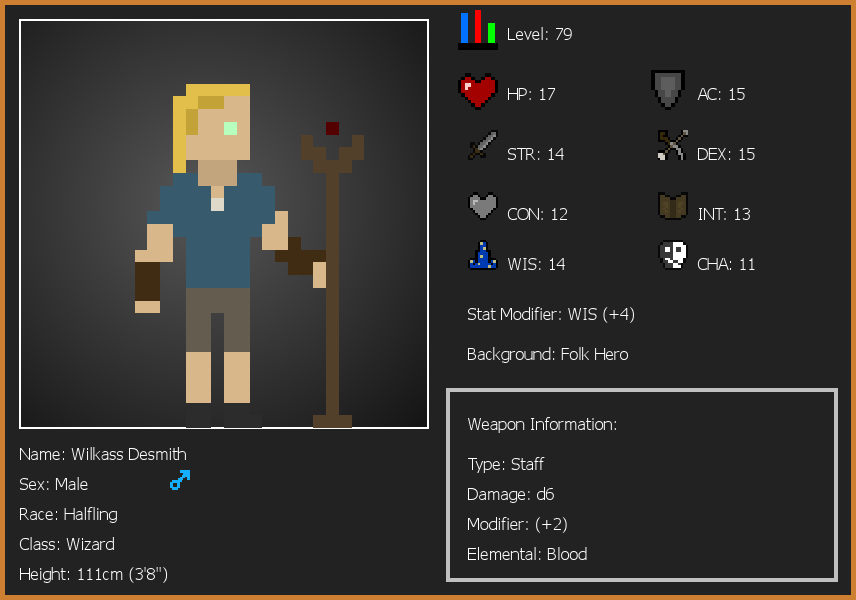 Level: 79
HP: 17
AC: 15
STR: 14
DEX: 15
CON: 12
INT: 13
WIS: 14
CHA: 11
Stat Modifier: WIS (+4)
Background: Folk Hero
Weapon Information:
Type: Staff
Damage: d6
Modifier: (+2)
Elemental: Blood
Name: Wilkass Desmith
Sex: Male
Race: Halfling
Class: Wizard
Height: 111cm (3'8")